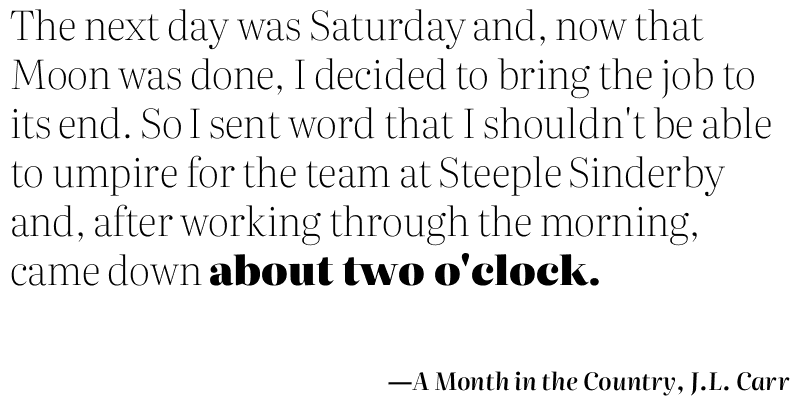 The next day was Saturday and, now that
Moon was done, I decided to bring the job to
its end. So I sent word that I shouldn't be able
to umpire for the team at Steeple Sinderby
and, after working through the morning,
came down about two o'clock.
—A Month in the Country, J.L. Carr